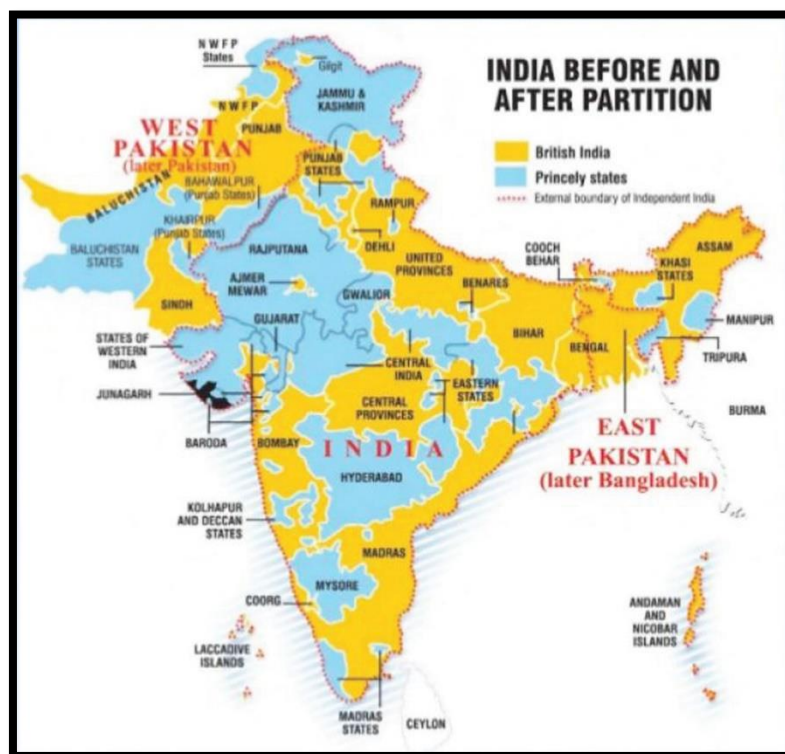 INDIA BEFORE AND
AFTER PARTITION
British India
Princely states
External boundary of Independent India
N W F P
States
Gilgit
JAMMU &
KASHMIR
N W F P
PUNJAB
WEST
PAKISTAN
(later Pakistan)
PUNJAB
STATES
BALUCHISTAN
BAHAWALPUR
(Punjab States)
KHAIRPUR
(Punjab States)
BALUCHISTAN
STATES
RAMPUR
DEHLI
RAJPUTANA
UNITED
PROVINCES
COOCH
BEHAR
ASSAM
KHASI
STATES
AJMER
MEWAR
GWALIOR
BENARES
SINDH
GUJARAT
BIHAR
BENGAL
MANIPUR
TRIPURA
STATES OF
WESTERN
INDIA
CENTRAL
INDIA
EASTERN
STATES
JUNAGARH
CENTRAL
PROVINCES
BURMA
BARODA
BOMBAY
INDIA
EAST
PAKISTAN
(later Bangladesh)
HYDERABAD
KOLHAPUR
AND DECCAN
STATES
MADRAS
MYSORE
COORG
ANDAMAN
AND
NICOBAR
ISLANDS
LACCADIVE
ISLANDS
MADRAS
STATES
CEYLON